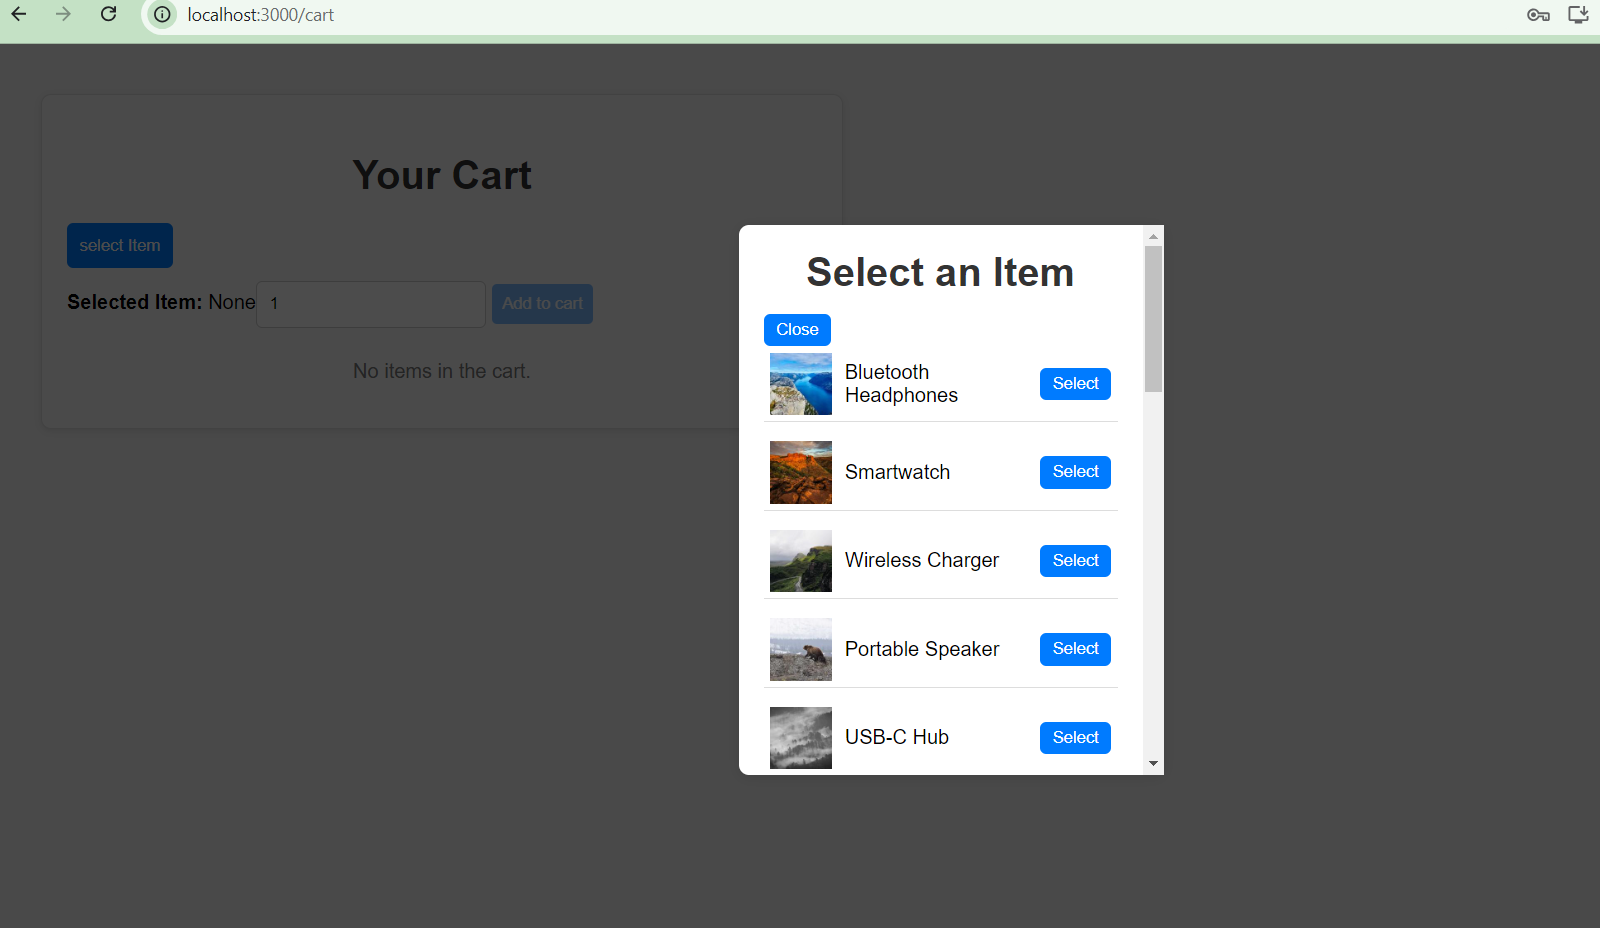 localhost:3000/cart
Your Cart
select Item
Selected Item: None 1 Add to cart
No items in the cart.
Select an Item
Close
Bluetooth
Headphones
Select
Smartwatch Select
Wireless Charger Select
Portable Speaker Select
USB-C Hub Select